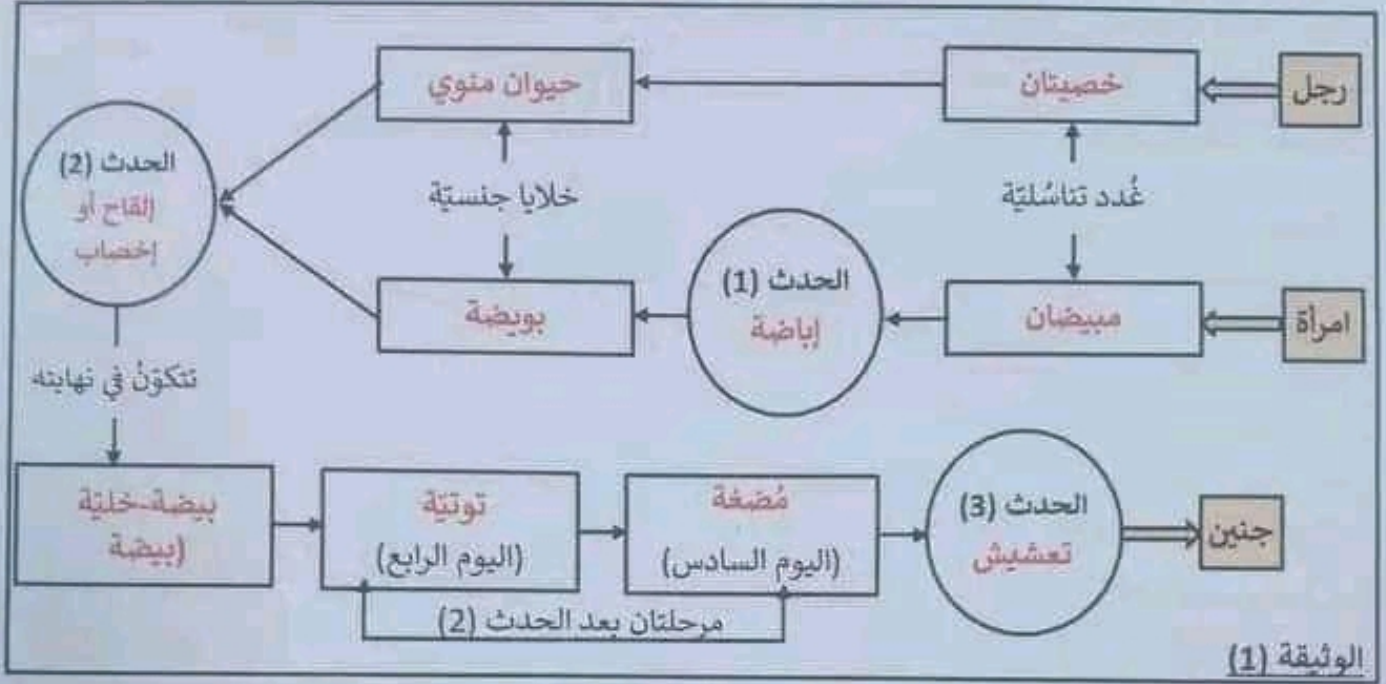 رجل
خصيتان
حيوان منوي
غُدد تناسُليّة
خلايا جنسيّة
الحدث (2)
إلقاح أو
إخصاب
امرأة
مبيضان
الحدث (1)
إباضة
بويضة
تتكوّنُ في نهايته
بيضة-خليّة
(بيضة
توتيّة
(اليوم الرابع)
مُضغة
(اليوم السادس)
الحدث (3)
تعشيش
جنين
مرحلتان بعد الحدث (2)
الوثيقة (1)